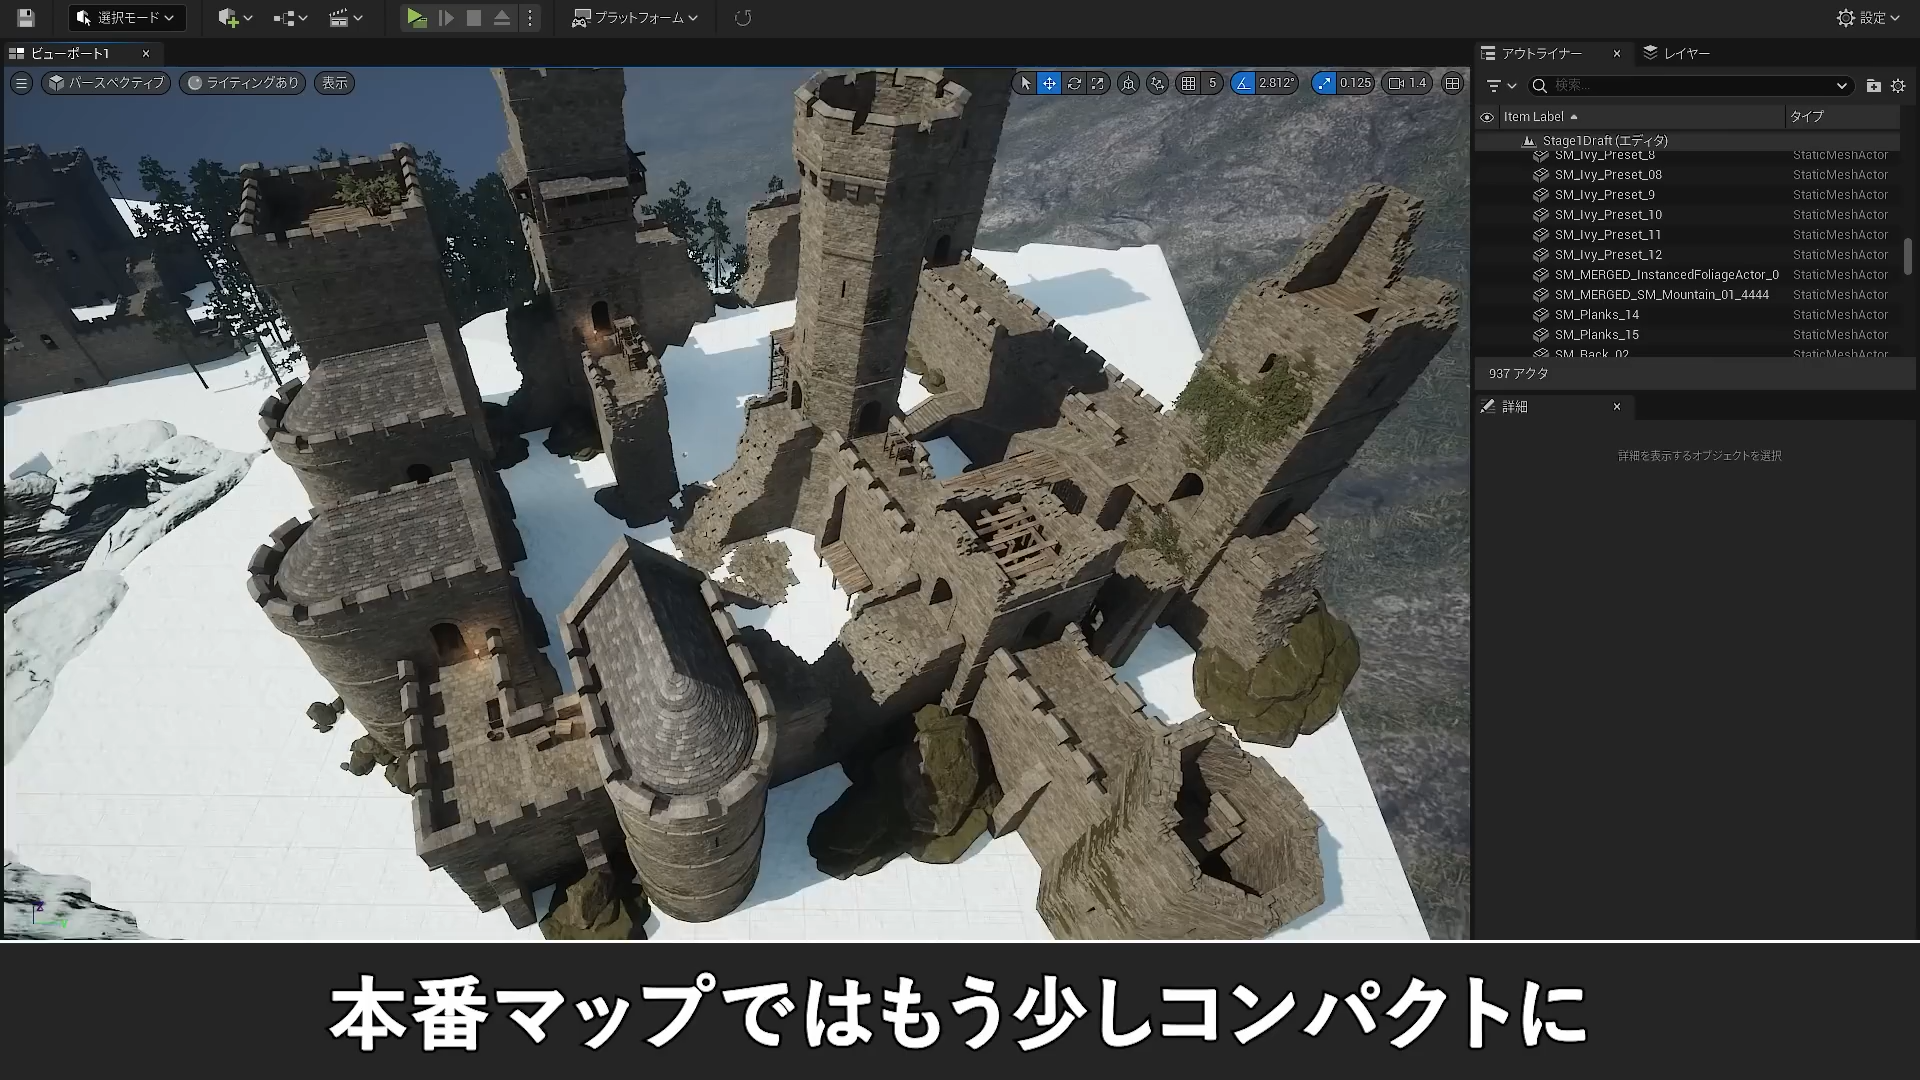 選択モード
プラットフォーム
設定
ビューポート1
パースペクティブ
ライティングあり
表示
5
2.812°
0.125
1.4
アウトライナー
レイヤー
検索...
Item Label
タイプ
Stage1Draft (エディタ)
SM_Ivy_Preset_8 StaticMeshActor
SM_Ivy_Preset_08 StaticMeshActor
SM_Ivy_Preset_9 StaticMeshActor
SM_Ivy_Preset_10 StaticMeshActor
SM_Ivy_Preset_11 StaticMeshActor
SM_Ivy_Preset_12 StaticMeshActor
SM_MERGED_InstancedFoliageActor_0 StaticMeshActor
SM_MERGED_SM_Mountain_01_4444 StaticMeshActor
SM_Planks_14 StaticMeshActor
SM_Planks_15 StaticMeshActor
SM_Rack_02 StaticMeshActor
937 アクタ
詳細
詳細を表示するオブジェクトを選択
本番マップではもう少しコンパクトに